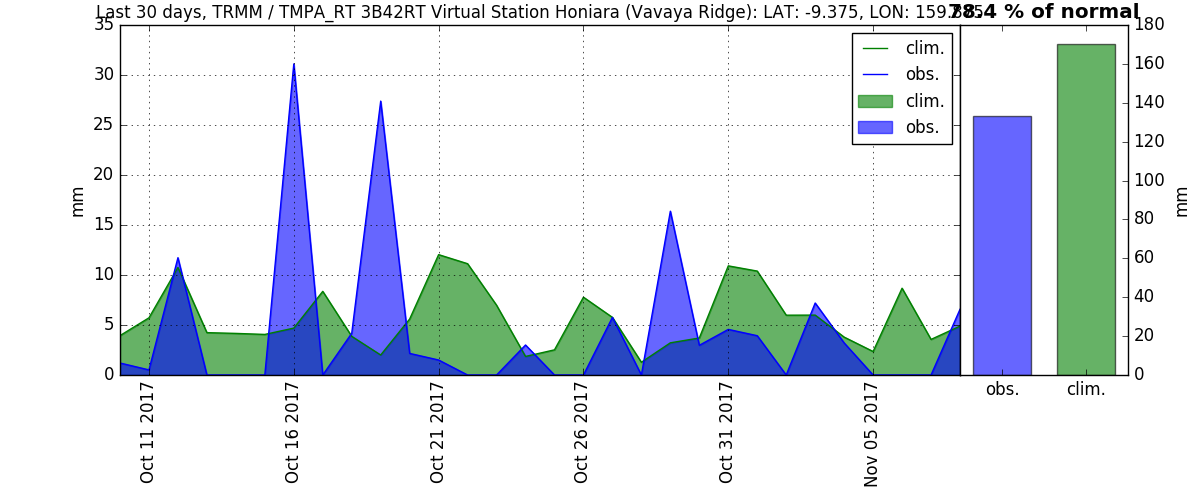 Last 30 days, TRMM / TMPA_RT 3B42RT Virtual Station Honiara (Vavaya Ridge): LAT: -9.375, LON:
78.4 % of normal
35
30
25
20
15
10
5
0
mm
clim.
obs.
clim.
obs.
Oct 11 2017
Oct 16 2017
Oct 21 2017
Oct 26 2017
Oct 31 2017
Nov 05 2017
180
160
140
120
100
80
60
40
20
0
mm
obs.
clim.